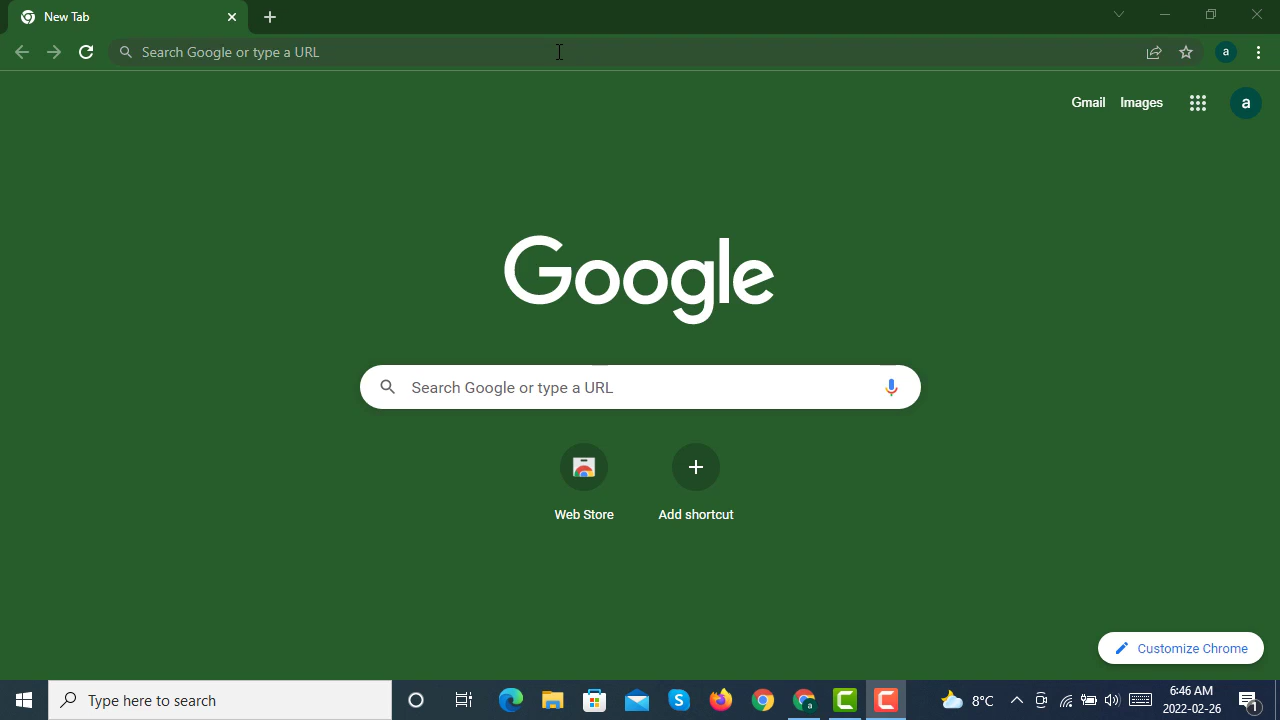 New Tab
Search Google or type a URL
a
Gmail Images a
Google
Search Google or type a URL
Web Store Add shortcut
Customize Chrome
Type here to search
S
a
8°C
6:46 AM
2022-02-26
1